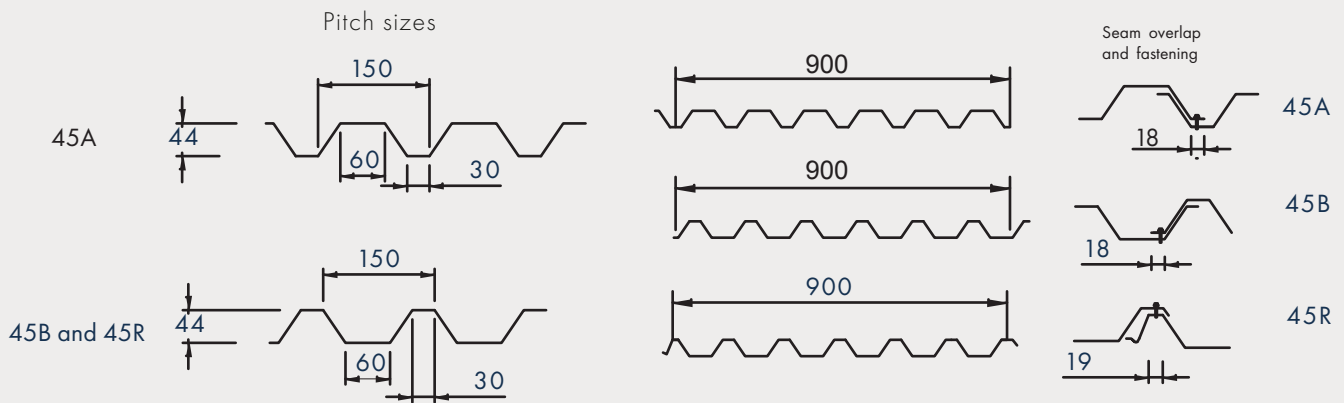 Pitch sizes
150
45A
44
60
30
900
Seam overlap
and fastening
45A
18
900
45B
18
150
45B and 45R
44
60
30
900
45R
19